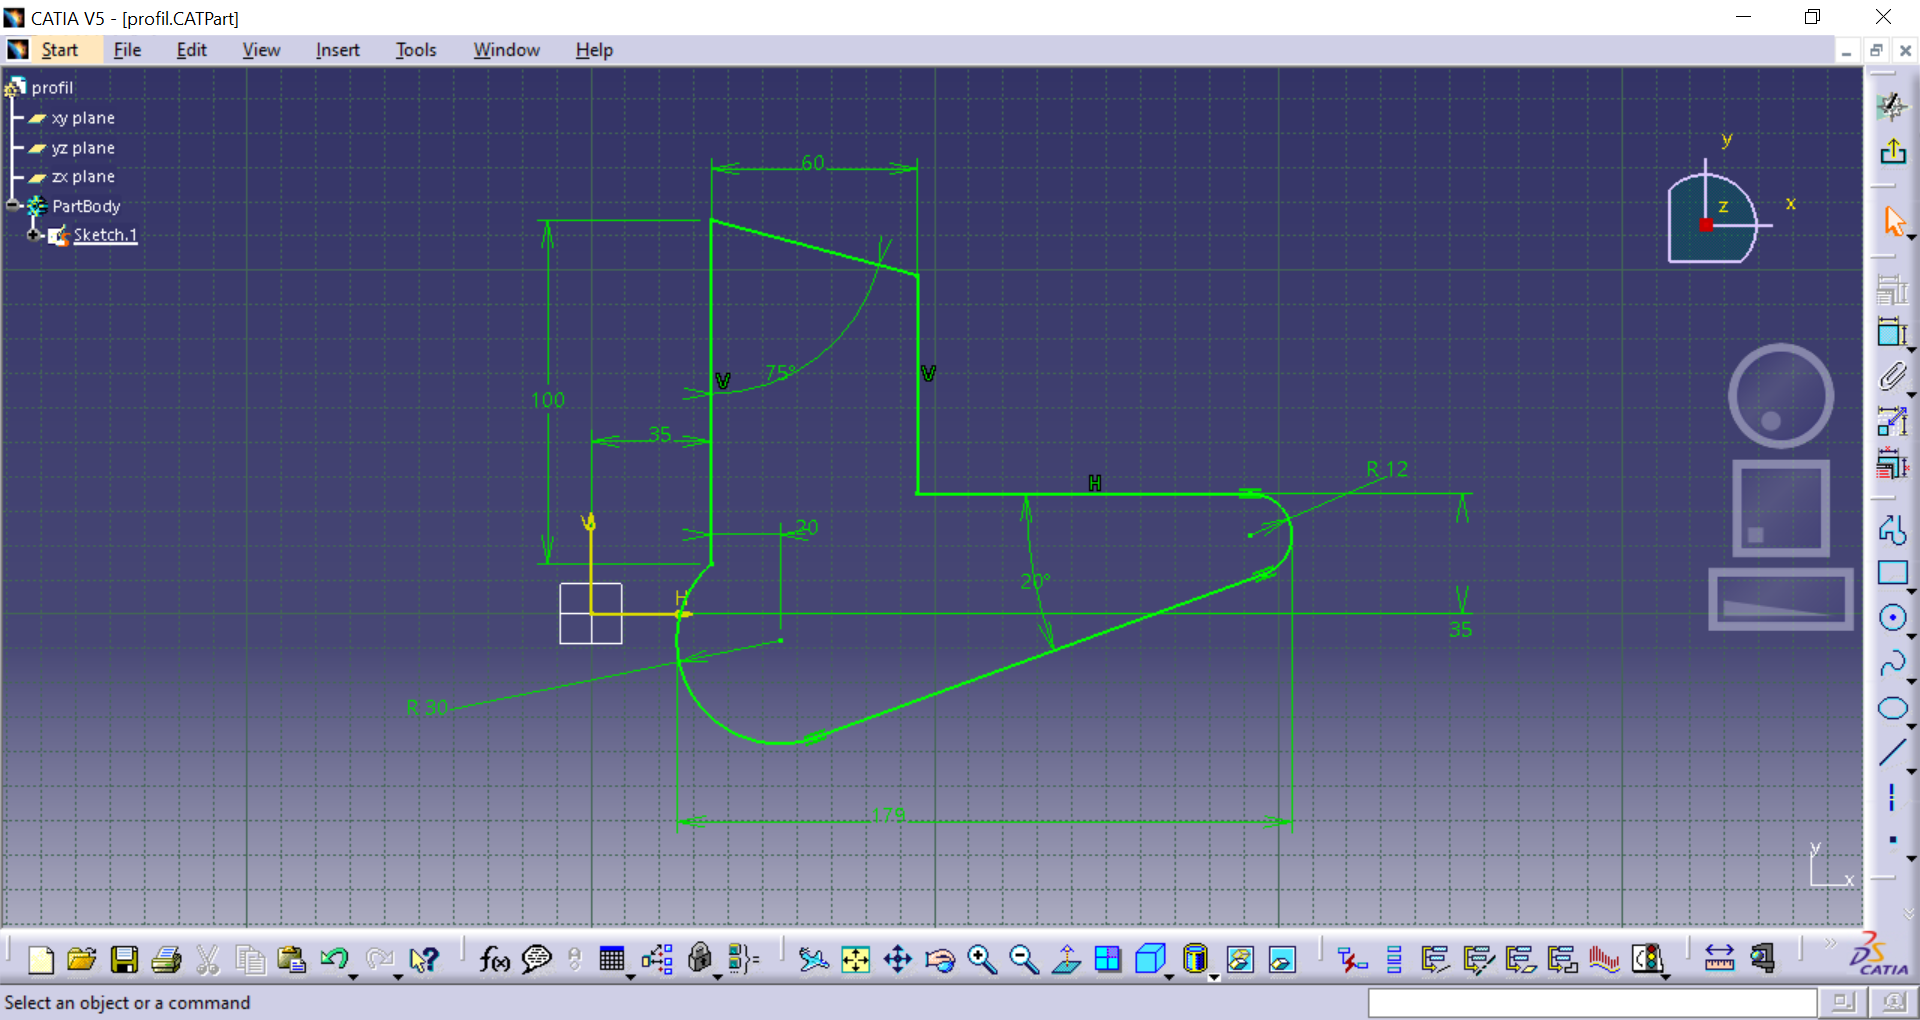 CATIA V5 - [profil.CATPart]
Start File Edit View Insert Tools Window Help
profil
xy plane
yz plane
zx plane
PartBody
Sketch.1
y
x
z
60
75°
V
V
100
35
H
R 12
20
V
H
20°
35
R 30
179
y
x
f(x)
?
CATIA
Select an object or a command